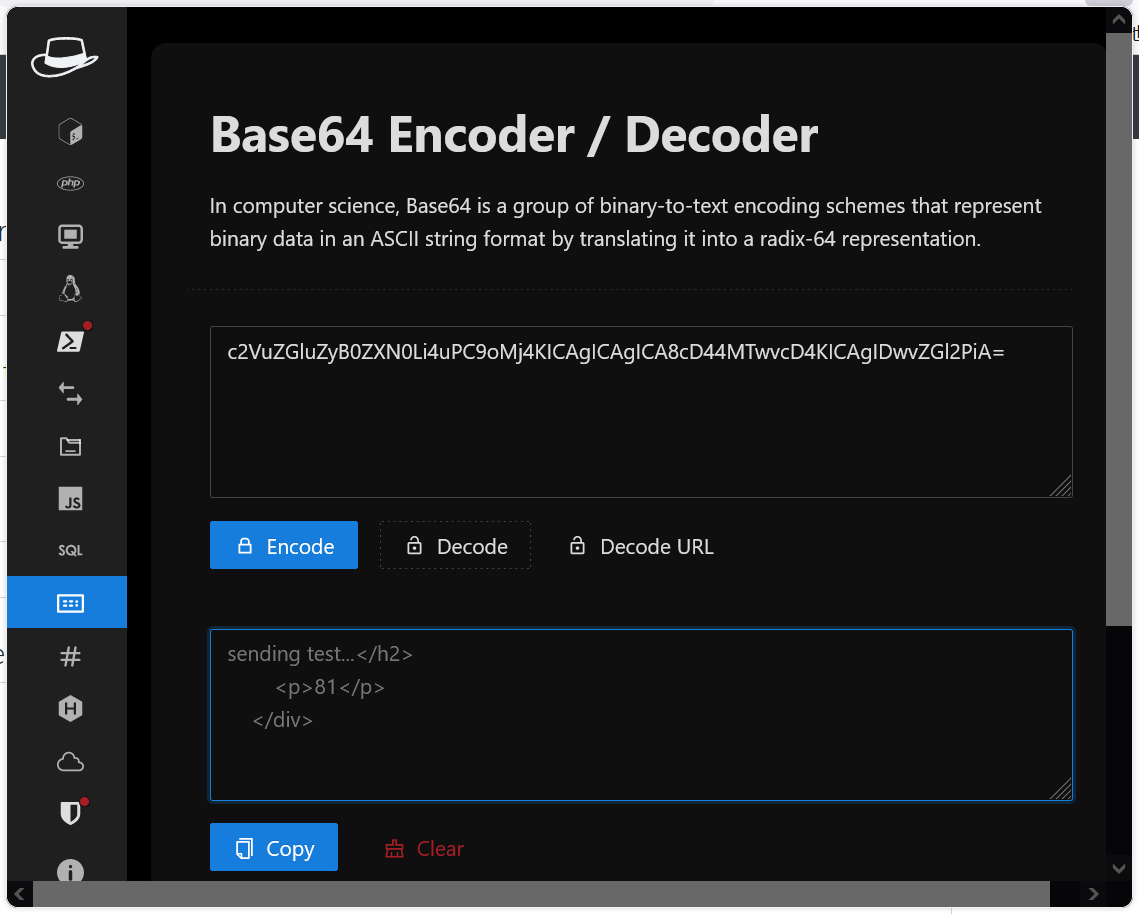 Base64 Encoder / Decoder
In computer science, Base64 is a group of binary-to-text encoding schemes that represent
binary data in an ASCII string format by translating it into a radix-64 representation.
c2VuZGluZyB0ZXN0Li4uPC9oMj4KICAgICAgICA8cD44MTwvcD4KICAgIDwvZGl2PiA=
Encode
Decode
Decode URL
sending test...</h2>
<p>81</p>
</div>
Copy
Clear
php
JS
SQL
#
H